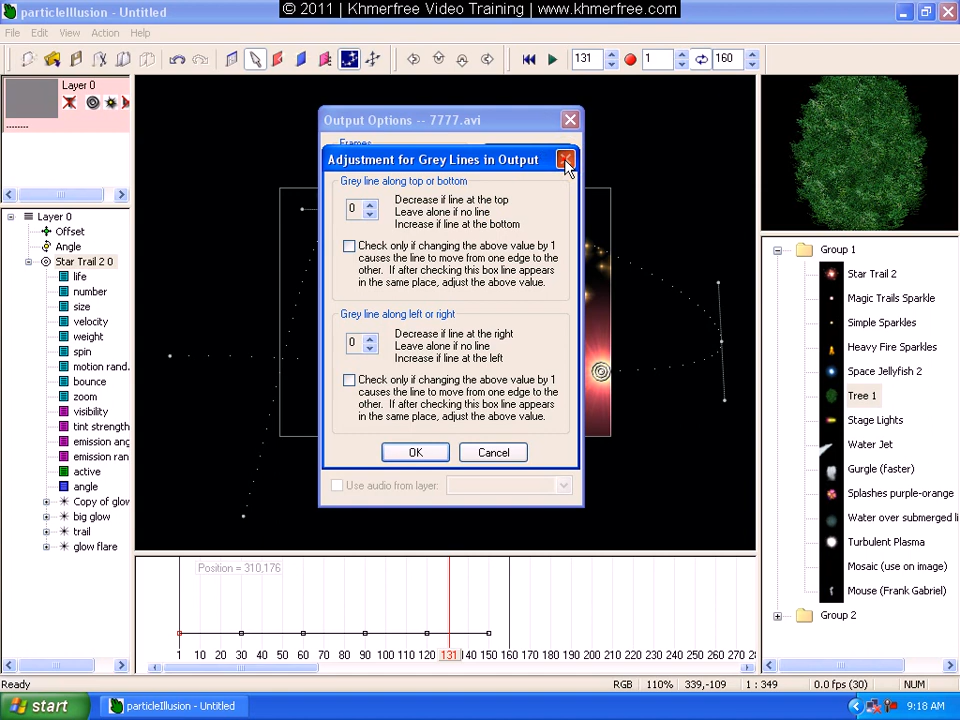 © 2011 | Khmerfree Video Training | www.khmerfree.com
particleIllusion - Untitled
File Edit View Action Help
131 1 160
Layer 0
Output Options -- 7777.avi
Frames
Adjustment for Grey Lines in Output
Grey line along top or bottom
0
Decrease if line at the top
Leave alone if no line
Increase if line at the bottom
Check only if changing the above value by 1
causes the line to move from one edge to the
other. If after checking this box line appears
in the same place, adjust the above value.
Grey line along left or right
0
Decrease if line at the right
Leave alone if no line
Increase if line at the left
Check only if changing the above value by 1
causes the line to move from one edge to the
other. If after checking this box line appears
in the same place, adjust the above value.
OK Cancel
Use audio from layer:
Layer 0
Offset
Angle
Star Trail 2 0
life
number
size
velocity
weight
spin
motion rand.
bounce
zoom
visibility
tint strength
emission ang
emission ran
active
angle
Copy of glow
big glow
trail
glow flare
Group 1
Star Trail 2
Magic Trails Sparkle
Simple Sparkles
Heavy Fire Sparkles
Space Jellyfish 2
Tree 1
Stage Lights
Water Jet
Gurgle (faster)
Splashes purple-orange
Water over submerged li
Turbulent Plasma
Mosaic (use on image)
Mouse (Frank Gabriel)
Group 2
Position = 310,176
1 10 20 30 40 50 60 70 80 90 100 110 120 131 140 150 160 170 180 190 200 210 220 230 240 250 260 270 2
Ready RGB 110% 339,-109 1 : 349 0.0 fps (30) NUM
start particleIllusion - Untitled 9:18 AM